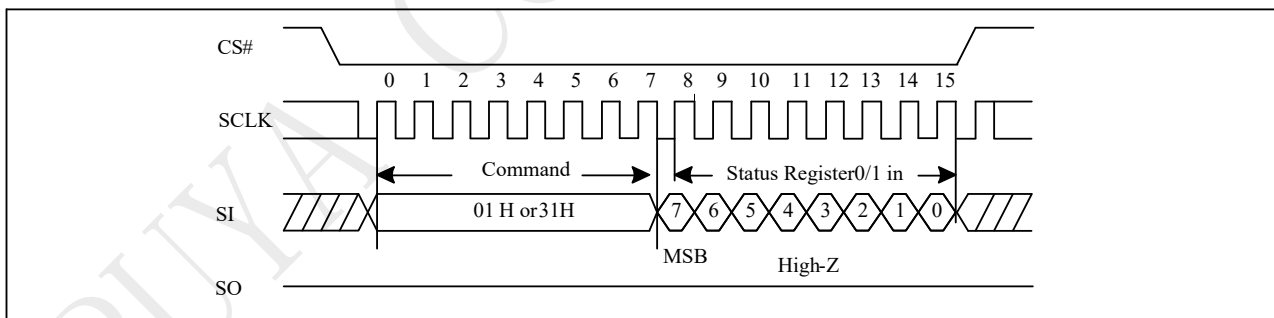 CS#
0 1 2 3 4 5 6 7 8 9 10 11 12 13 14 15
SCLK
Command
Status Register0/1 in
SI
01 H or31H
7 6 5 4 3 2 1 0
MSB
High-Z
SO
PUYA C